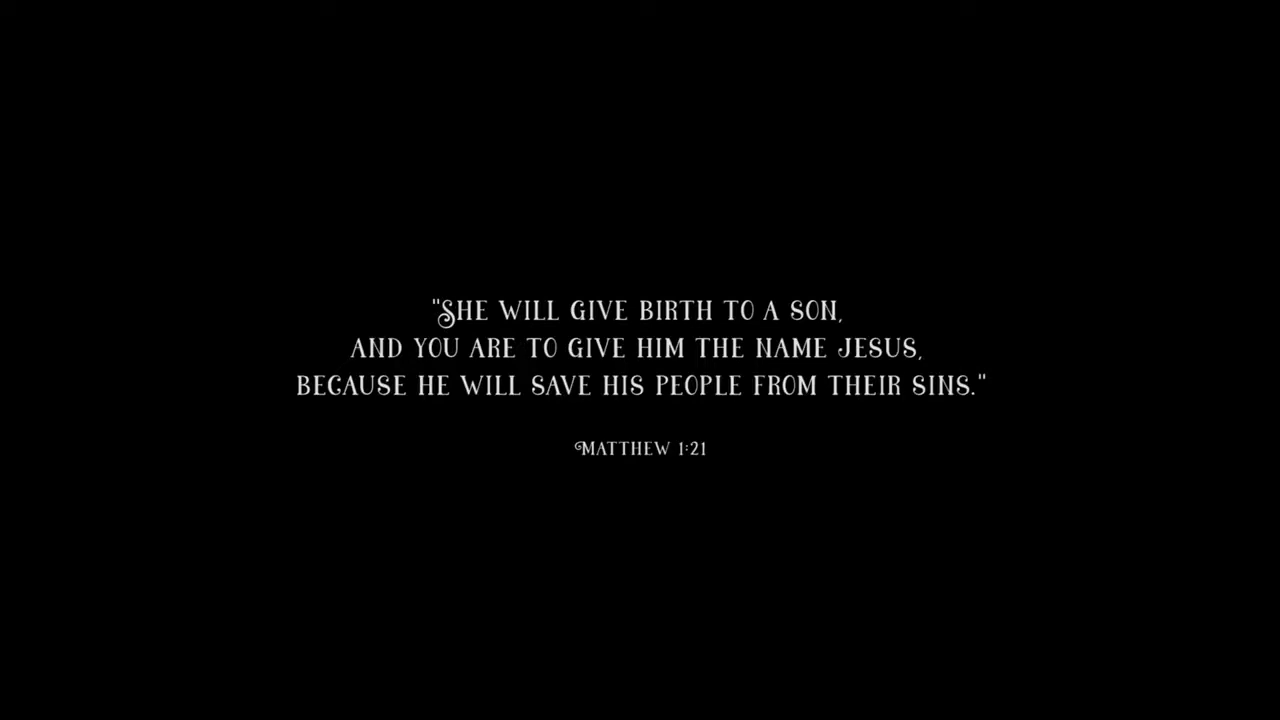 "She will give birth to a son,
and you are to give him the name Jesus,
because he will save his people from their sins."
Matthew 1:21